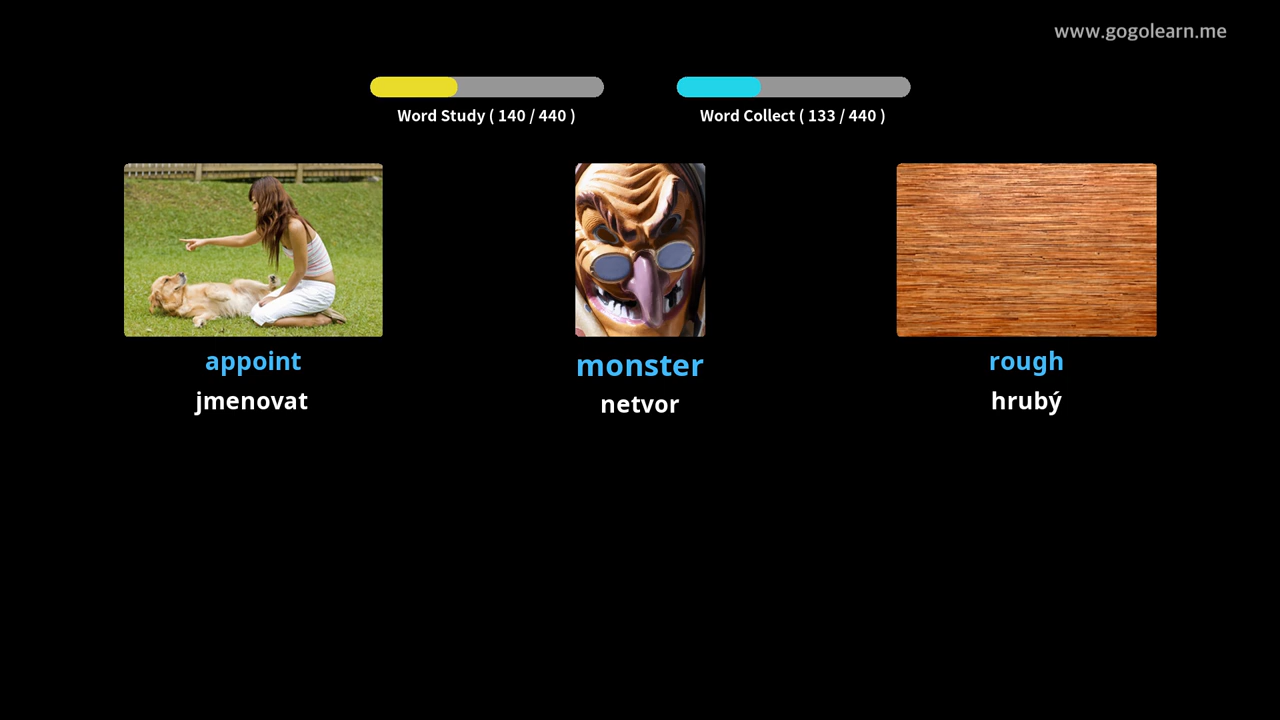 www.gogolearn.me
Word Study ( 140 / 440 )
Word Collect ( 133 / 440 )
appoint
jmenovat
monster
netvor
rough
hrubý